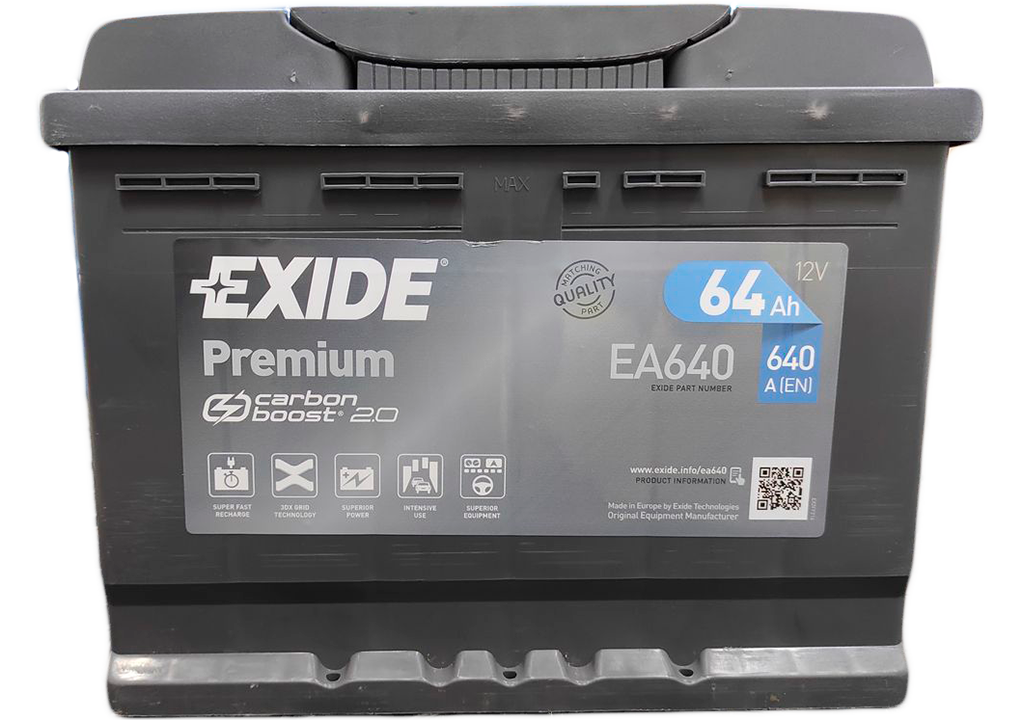 MAX
EXIDE®
MATCHING
QUALITY
PART
12V
64 Ah
Premium
EA640
EXIDE PART NUMBER
640
A (EN)
carbon
boost® 2.0
www.exide.info/ea640
PRODUCT INFORMATION
SUPER FAST
RECHARGE
3DX GRID
TECHNOLOGY
SUPERIOR
POWER
INTENSIVE
USE
SUPERIOR
EQUIPMENT
Made in Europe by Exide Technologies
Original Equipment Manufacturer